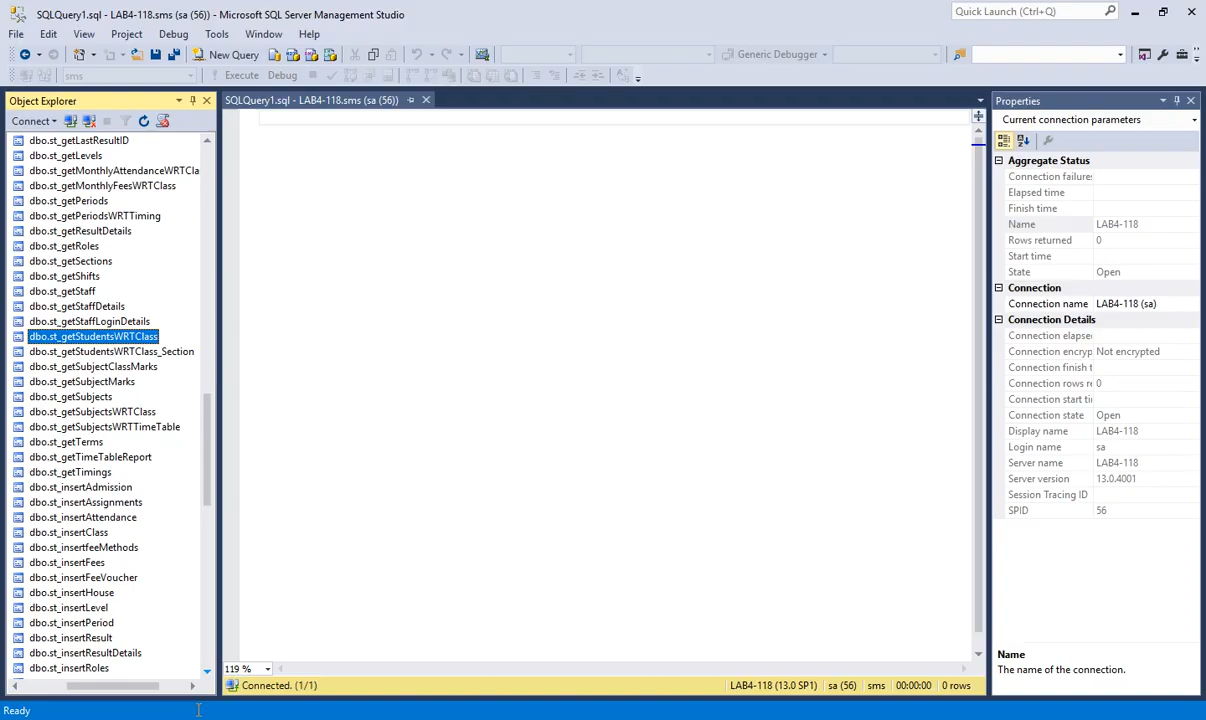 SQLQuery1.sql - LAB4-118.sms (sa (56)) - Microsoft SQL Server Management Studio
Quick Launch (Ctrl+Q)
File Edit View Project Debug Tools Window Help
New Query
Generic Debugger
sms
Execute Debug
Object Explorer
Connect
dbo.st_getLastResultID
dbo.st_getLevels
dbo.st_getMonthlyAttendanceWRTCla
dbo.st_getMonthlyFeesWRTClass
dbo.st_getPeriods
dbo.st_getPeriodsWRTTiming
dbo.st_getResultDetails
dbo.st_getRoles
dbo.st_getSections
dbo.st_getShifts
dbo.st_getStaff
dbo.st_getStaffDetails
dbo.st_getStaffLoginDetails
dbo.st_getStudentsWRTClass
dbo.st_getStudentsWRTClass_Section
dbo.st_getSubjectClassMarks
dbo.st_getSubjectMarks
dbo.st_getSubjects
dbo.st_getSubjectsWRTClass
dbo.st_getSubjectsWRTTimeTable
dbo.st_getTerms
dbo.st_getTimeTableReport
dbo.st_getTimings
dbo.st_insertAdmission
dbo.st_insertAssignments
dbo.st_insertAttendance
dbo.st_insertClass
dbo.st_insertfeeMethods
dbo.st_insertFees
dbo.st_insertFeeVoucher
dbo.st_insertHouse
dbo.st_insertLevel
dbo.st_insertPeriod
dbo.st_insertResult
dbo.st_insertResultDetails
dbo.st_insertRoles
SQLQuery1.sql - LAB4-118.sms (sa (56))
119 %
Connected. (1/1)
LAB4-118 (13.0 SP1) sa (56) sms 00:00:00 0 rows
Properties
Current connection parameters
Aggregate Status
Connection failures
Elapsed time
Finish time
Name LAB4-118
Rows returned 0
Start time
State Open
Connection
Connection name LAB4-118 (sa)
Connection Details
Connection elapse
Connection encryp Not encrypted
Connection finish t
Connection rows re 0
Connection start ti
Connection state Open
Display name LAB4-118
Login name sa
Server name LAB4-118
Server version 13.0.4001
Session Tracing ID
SPID 56
Name
The name of the connection.
Ready